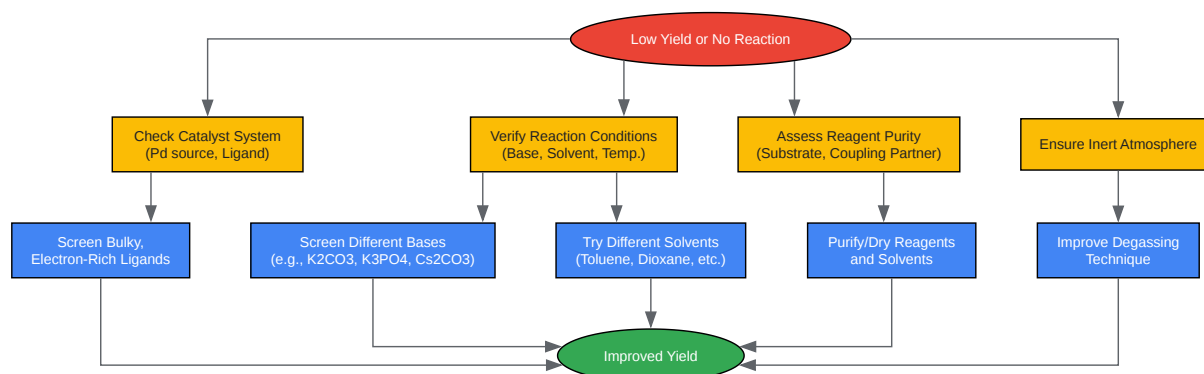 Low Yield or No Reaction
Check Catalyst System
(Pd source, Ligand)
Verify Reaction Conditions
(Base, Solvent, Temp.)
Assess Reagent Purity
(Substrate, Coupling Partner)
Ensure Inert Atmosphere
Screen Bulky,
Electron-Rich Ligands
Screen Different Bases
(e.g., K2CO3, K3PO4, Cs2CO3)
Try Different Solvents
(Toluene, Dioxane, etc.)
Purify/Dry Reagents
and Solvents
Improve Degassing
Technique
Improved Yield